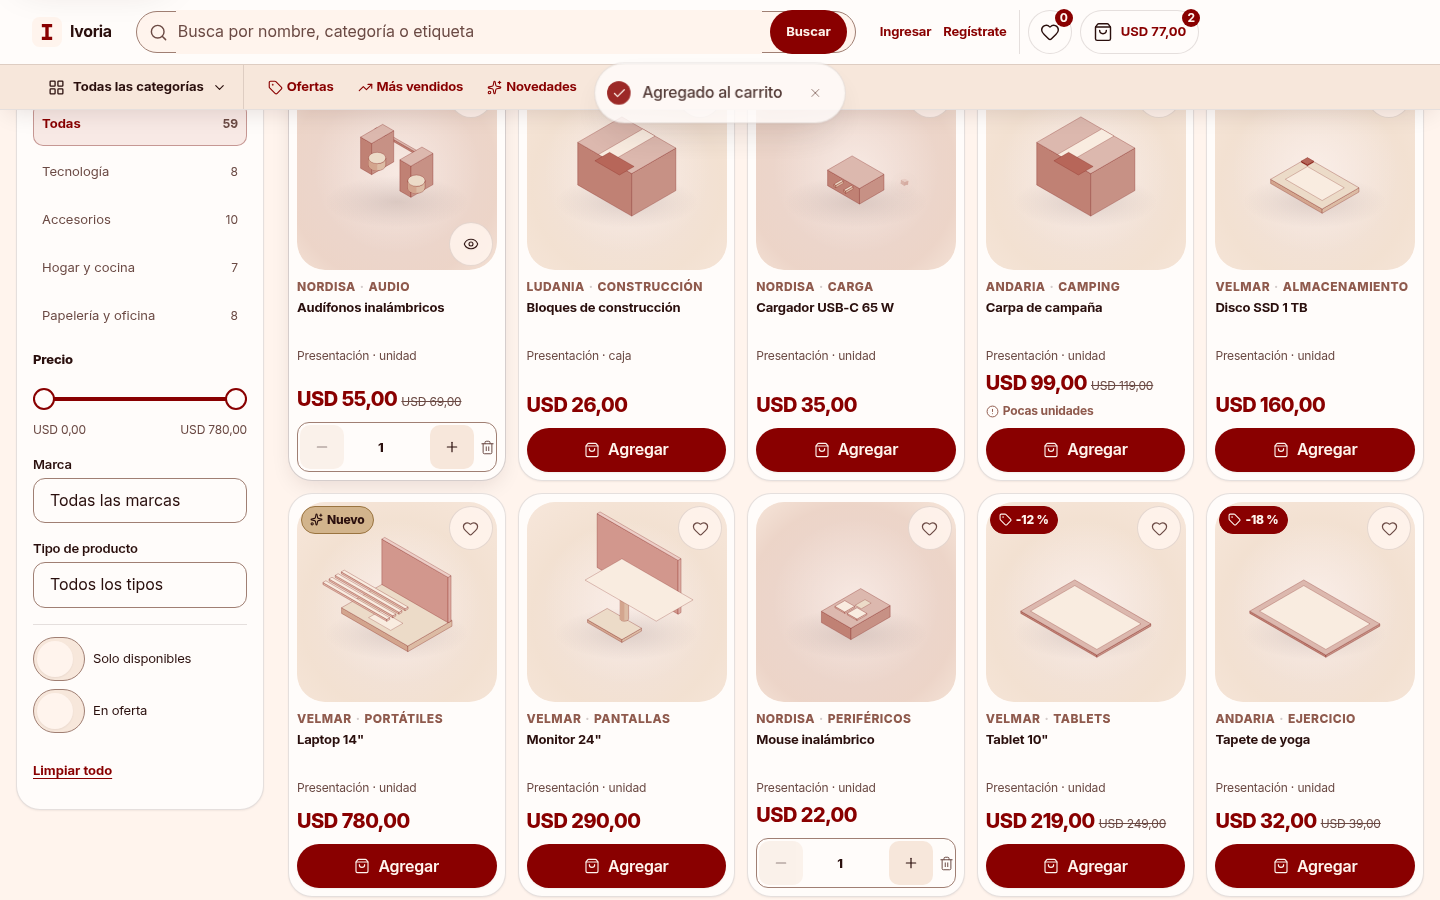 Ivoria
Busca por nombre, categoría o etiqueta
Buscar
Ingresar
Regístrate
0
USD 77,00
2
Todas las categorías
Ofertas
Más vendidos
Novedades
Agregado al carrito
Todas 59
Tecnología 8
Accesorios 10
Hogar y cocina 7
Papelería y oficina 8
Precio
USD 0,00 USD 780,00
Marca
Todas las marcas
Tipo de producto
Todos los tipos
Solo disponibles
En oferta
Limpiar todo
NORDISA · AUDIO
Audífonos inalámbricos
Presentación · unidad
USD 55,00 USD 69,00
1
LUDANIA · CONSTRUCCIÓN
Bloques de construcción
Presentación · caja
USD 26,00
Agregar
NORDISA · CARGA
Cargador USB-C 65 W
Presentación · unidad
USD 35,00
Agregar
ANDARIA · CAMPING
Carpa de campaña
Presentación · unidad
USD 99,00 USD 119,00
Pocas unidades
Agregar
VELMAR · ALMACENAMIENTO
Disco SSD 1 TB
Presentación · unidad
USD 160,00
Agregar
Nuevo
VELMAR · PORTÁTILES
Laptop 14"
Presentación · unidad
USD 780,00
Agregar
VELMAR · PANTALLAS
Monitor 24"
Presentación · unidad
USD 290,00
Agregar
NORDISA · PERIFÉRICOS
Mouse inalámbrico
Presentación · unidad
USD 22,00
1
-12 %
VELMAR · TABLETS
Tablet 10"
Presentación · unidad
USD 219,00 USD 249,00
Agregar
-18 %
ANDARIA · EJERCICIO
Tapete de yoga
Presentación · unidad
USD 32,00 USD 39,00
Agregar